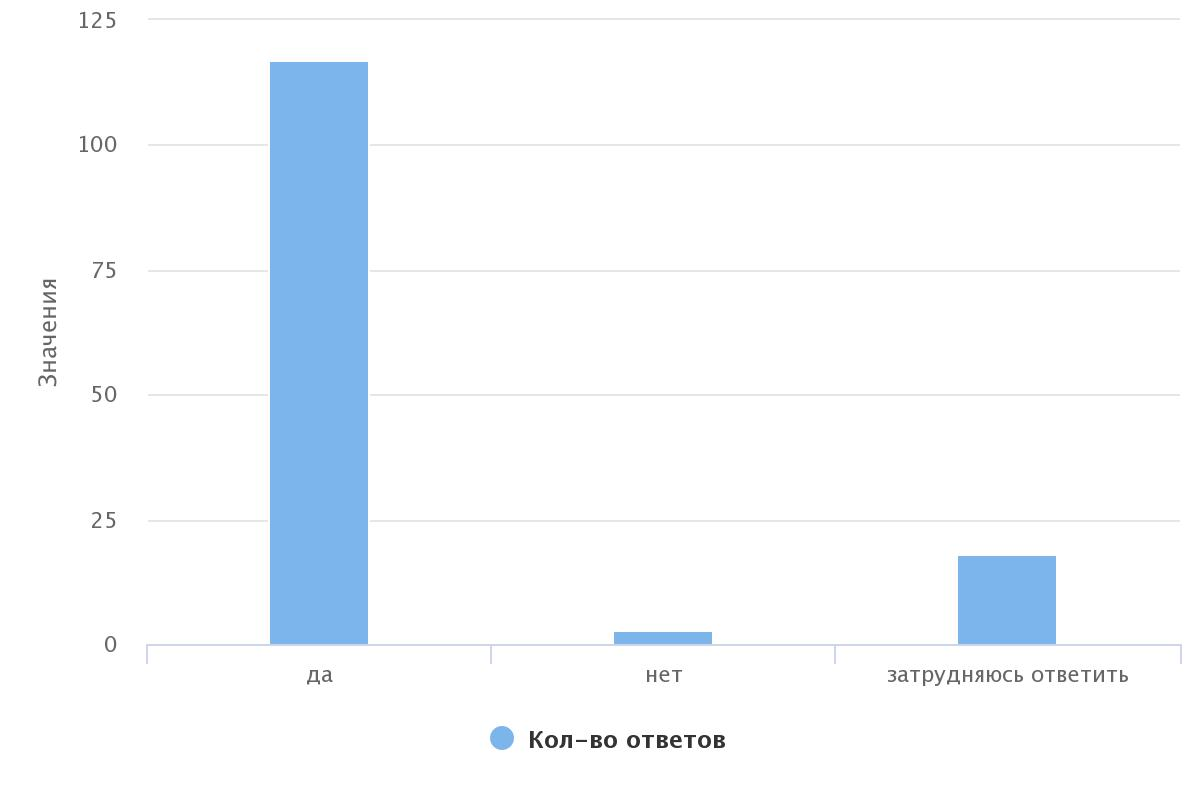 125
100
75
50
25
0
Значения
да
нет
затрудняюсь ответить
Кол-во ответов